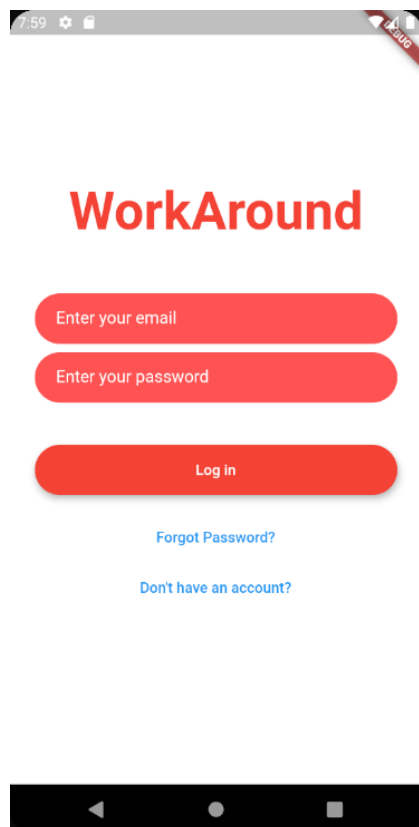 7:59
DEBUG
WorkAround
Enter your email
Enter your password
Log in
Forgot Password?
Don't have an account?